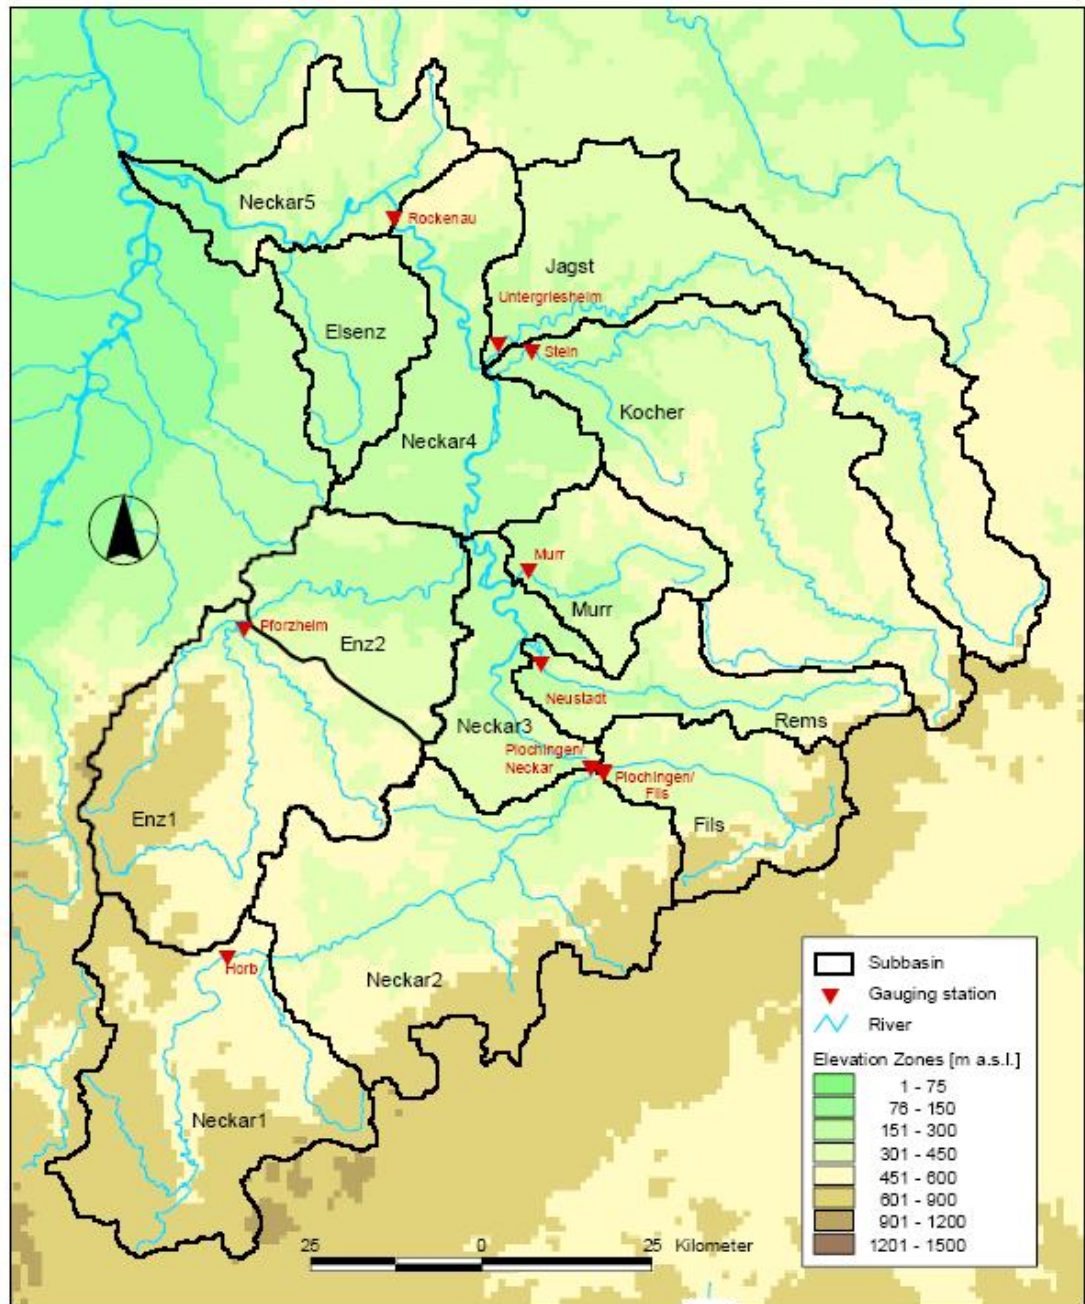 Neckar5
Rockenau
Jagst
Untergriesheim
Elsenz
Stein
Kocher
Neckar4
Murr
Murr
Pforzheim
Enz2
Neustadt
Neckar3
Rems
Plochingen/
Neckar
Plochingen/
Fils
Enz1
Fils
Horb
Neckar2
Neckar1
Subbasin
Gauging station
River
Elevation Zones [m a.s.l.]
1 - 75
76 - 150
151 - 300
301 - 450
451 - 600
601 - 900
901 - 1200
1201 - 1500
25 0 25 Kilometer